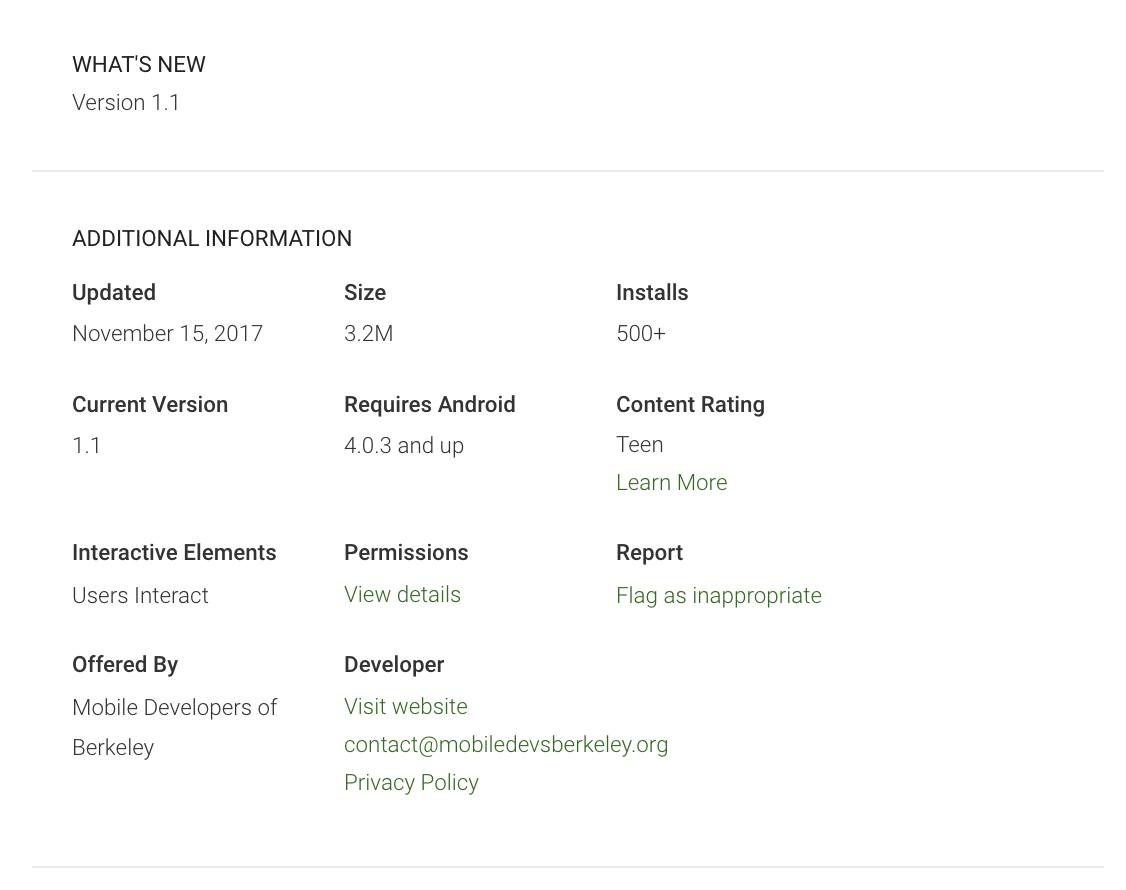 WHAT'S NEW
Version 1.1
ADDITIONAL INFORMATION
Updated
November 15, 2017
Size
3.2M
Installs
500+
Current Version
1.1
Requires Android
4.0.3 and up
Content Rating
Teen
Learn More
Interactive Elements
Users Interact
Permissions
View details
Report
Flag as inappropriate
Offered By
Mobile Developers of
Berkeley
Developer
Visit website
contact@mobiledevsberkeley.org
Privacy Policy